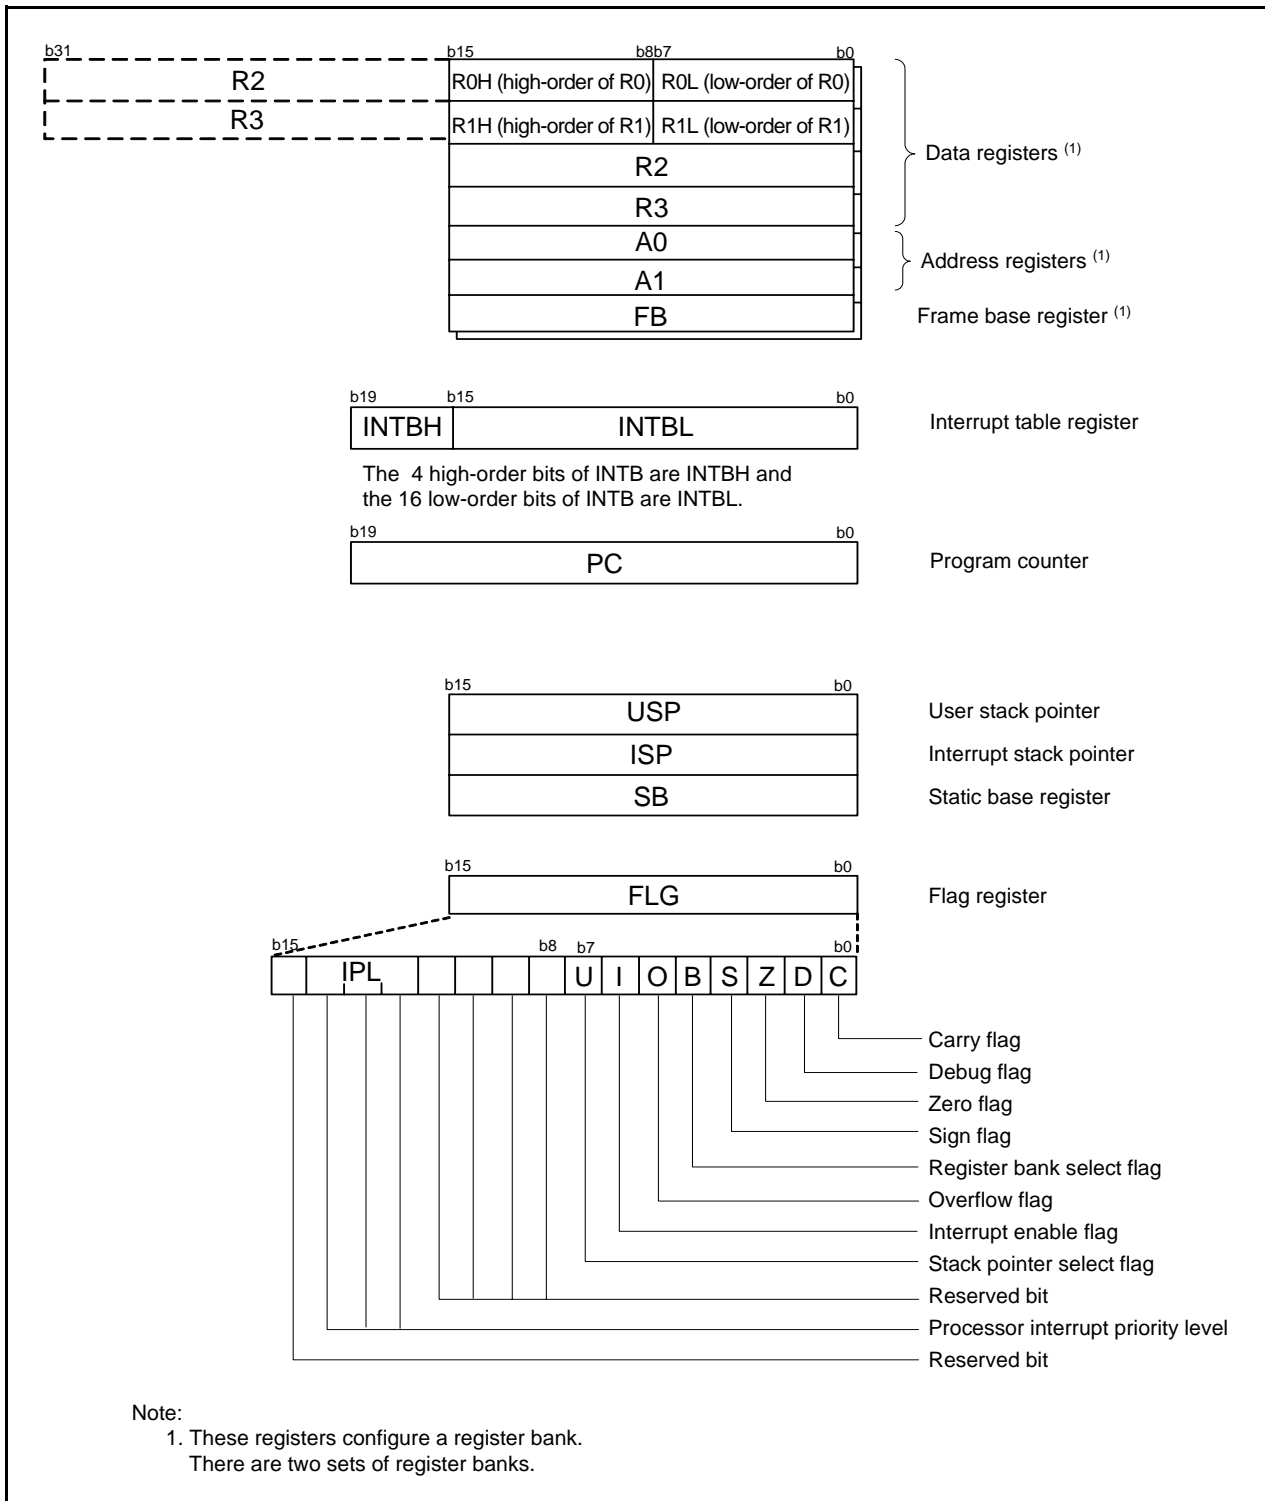 b31 b15 b8b7 b0
R2 R0H (high-order of R0) R0L (low-order of R0)
R3 R1H (high-order of R1) R1L (low-order of R1)
Data registers (1)
R2
R3
A0
Address registers (1)
A1
FB Frame base register (1)
b19 b15 b0
INTBH INTBL Interrupt table register
The 4 high-order bits of INTB are INTBH and
the 16 low-order bits of INTB are INTBL.
b19 b0
PC Program counter
b15 b0
USP User stack pointer
ISP Interrupt stack pointer
SB Static base register
b15 b0
FLG Flag register
b15 b8 b7 b0
IPL U I O B S Z D C
Carry flag
Debug flag
Zero flag
Sign flag
Register bank select flag
Overflow flag
Interrupt enable flag
Stack pointer select flag
Reserved bit
Processor interrupt priority level
Reserved bit
Note:
1. These registers configure a register bank.
There are two sets of register banks.